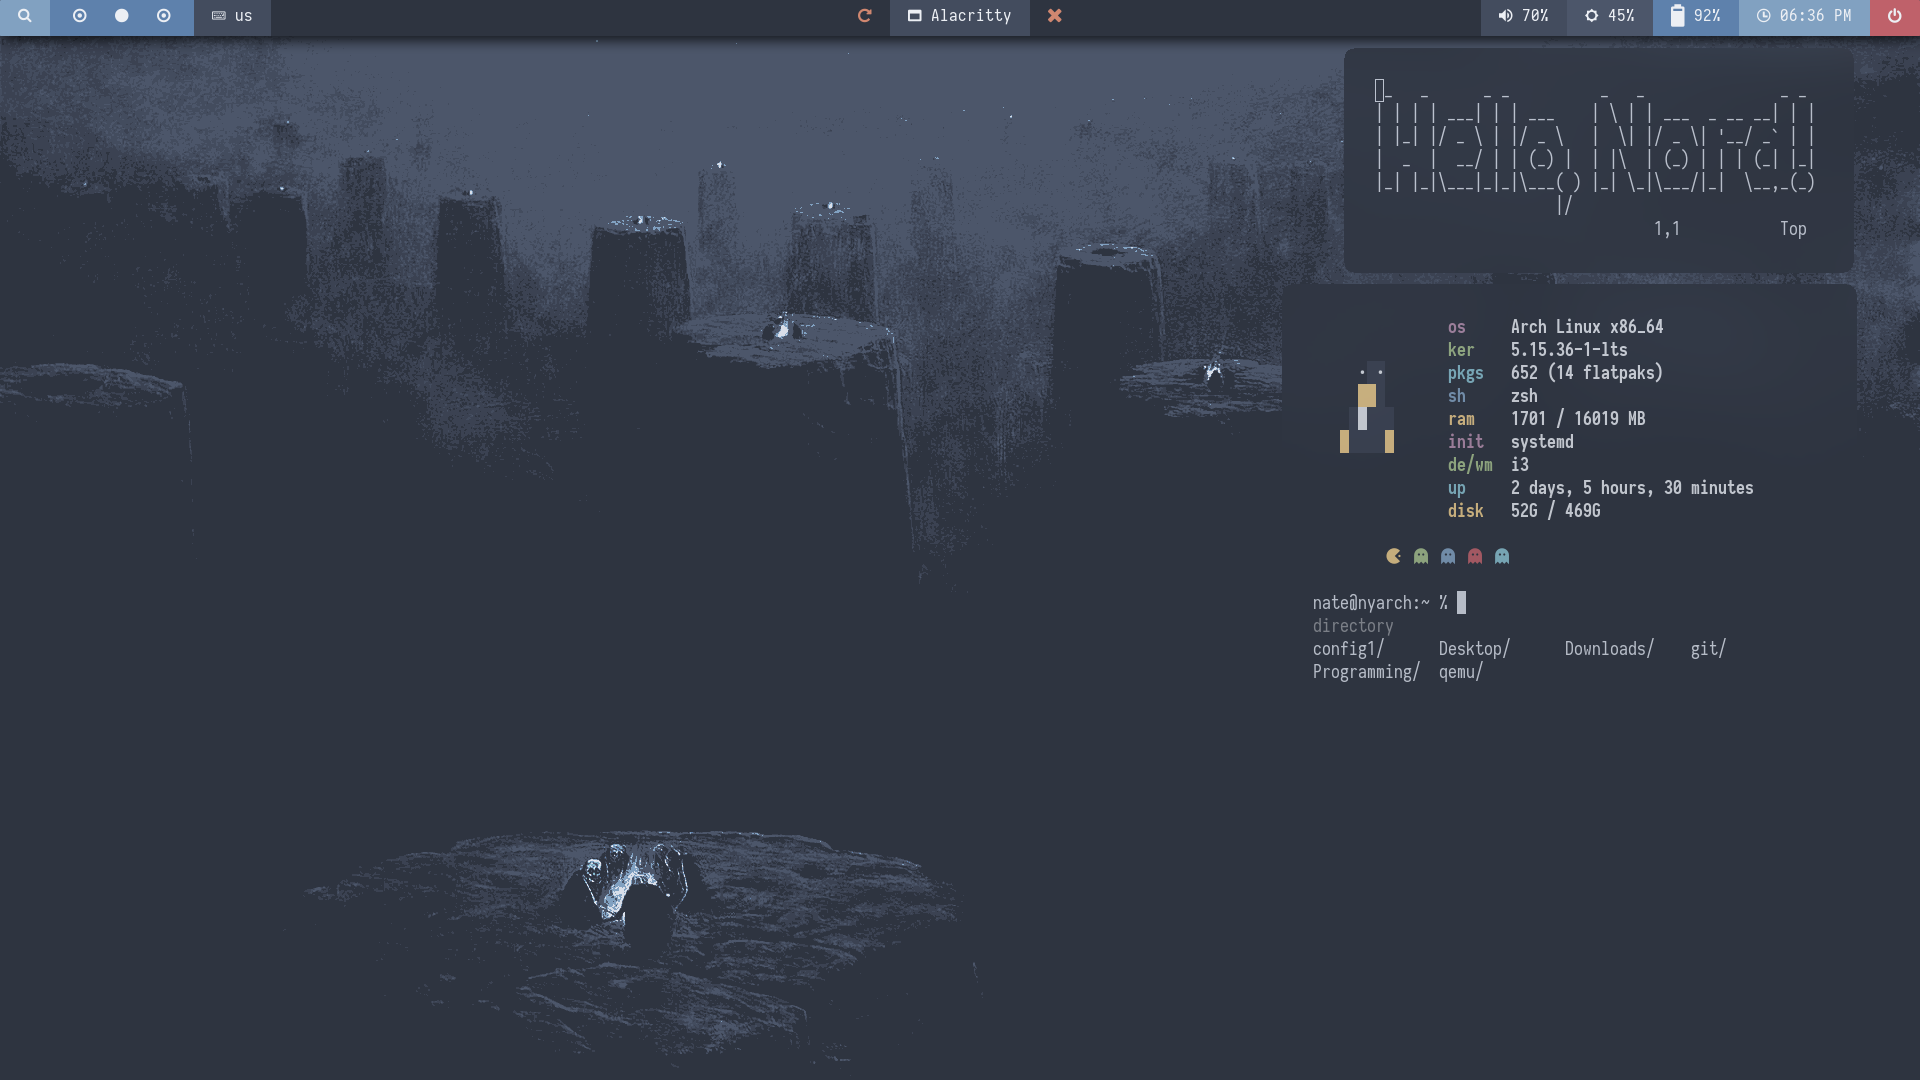 us
Alacritty
70%
45%
92%
06:36 PM
Hello, Nord!
1,1 Top
os Arch Linux x86_64
ker 5.15.36-1-lts
pkgs 652 (14 flatpaks)
sh zsh
ram 1701 / 16019 MB
init systemd
de/wm i3
up 2 days, 5 hours, 30 minutes
disk 52G / 469G
nate@nyarch:~ %
directory
config1/ Desktop/ Downloads/ git/
Programming/ qemu/